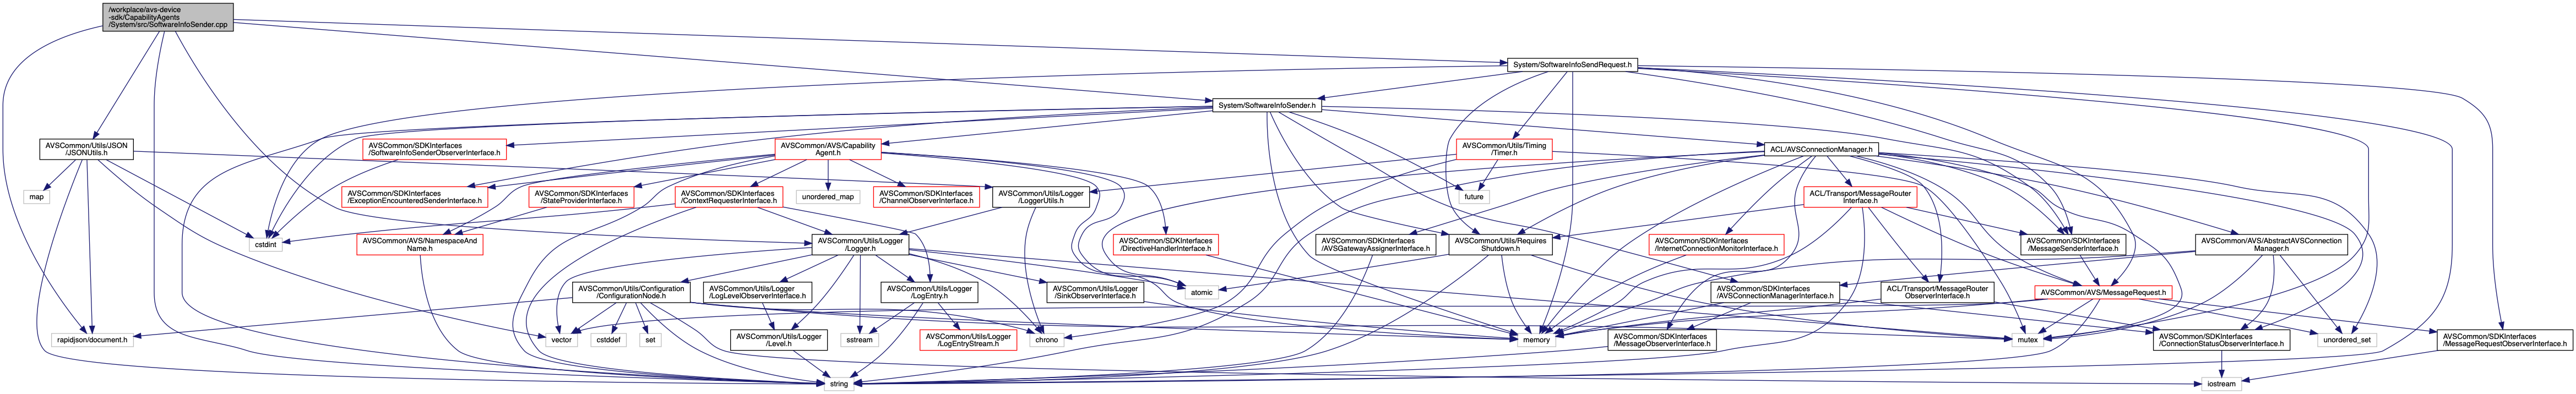 /workplace/avs-device
-sdk/CapabilityAgents
/System/src/SoftwareInfoSender.cpp
System/SoftwareInfoSendRequest.h
System/SoftwareInfoSender.h
AVSCommon/Utils/JSON
/JSONUtils.h
AVSCommon/SDKInterfaces
/SoftwareInfoSenderObserverInterface.h
AVSCommon/AVS/Capability
Agent.h
AVSCommon/Utils/Timing
/Timer.h
ACL/AVSConnectionManager.h
map
AVSCommon/SDKInterfaces
/ExceptionEncounteredSenderInterface.h
AVSCommon/SDKInterfaces
/StateProviderInterface.h
AVSCommon/SDKInterfaces
/ContextRequesterInterface.h
unordered_map
AVSCommon/SDKInterfaces
/ChannelObserverInterface.h
AVSCommon/Utils/Logger
/LoggerUtils.h
future
ACL/Transport/MessageRouter
Interface.h
cstdint
AVSCommon/AVS/NamespaceAnd
Name.h
AVSCommon/Utils/Logger
/Logger.h
AVSCommon/SDKInterfaces
/DirectiveHandlerInterface.h
AVSCommon/SDKInterfaces
/AVSGatewayAssignerInterface.h
AVSCommon/Utils/Requires
Shutdown.h
AVSCommon/SDKInterfaces
/InternetConnectionMonitorInterface.h
AVSCommon/SDKInterfaces
/MessageSenderInterface.h
AVSCommon/AVS/AbstractAVSConnection
Manager.h
AVSCommon/Utils/Configuration
/ConfigurationNode.h
AVSCommon/Utils/Logger
/LogLevelObserverInterface.h
AVSCommon/Utils/Logger
/LogEntry.h
AVSCommon/Utils/Logger
/SinkObserverInterface.h
atomic
AVSCommon/SDKInterfaces
/AVSConnectionManagerInterface.h
ACL/Transport/MessageRouter
ObserverInterface.h
AVSCommon/AVS/MessageRequest.h
rapidjson/document.h
vector
cstddef
set
AVSCommon/Utils/Logger
/Level.h
sstream
AVSCommon/Utils/Logger
/LogEntryStream.h
chrono
memory
AVSCommon/SDKInterfaces
/MessageObserverInterface.h
mutex
AVSCommon/SDKInterfaces
/ConnectionStatusObserverInterface.h
unordered_set
AVSCommon/SDKInterfaces
/MessageRequestObserverInterface.h
string
iostream